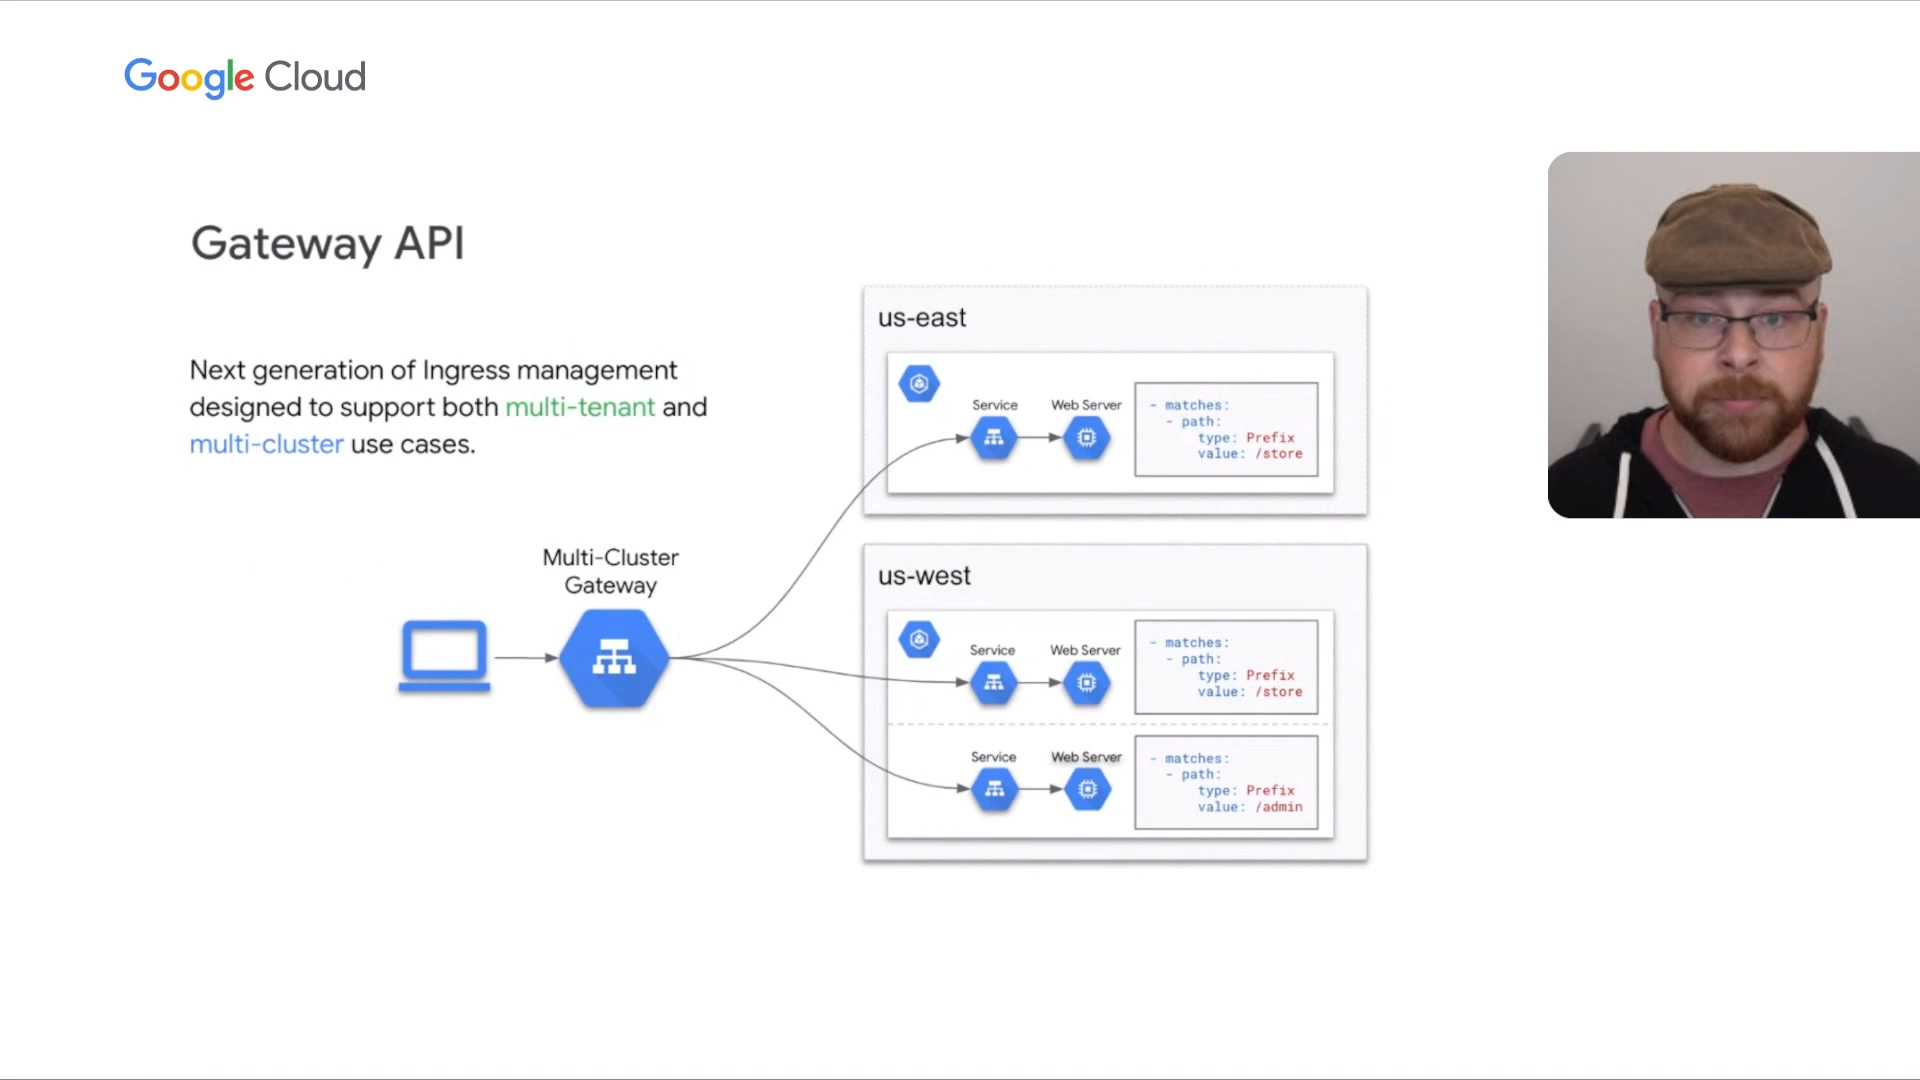 Google Cloud
Gateway API
Next generation of Ingress management
designed to support both multi-tenant and
multi-cluster use cases.
Multi-Cluster
Gateway
us-east
Service
Web Server
- matches:
- path:
type: Prefix
value: /store
us-west
Service
Web Server
- matches:
- path:
type: Prefix
value: /store
Service
Web Server
- matches:
- path:
type: Prefix
value: /admin